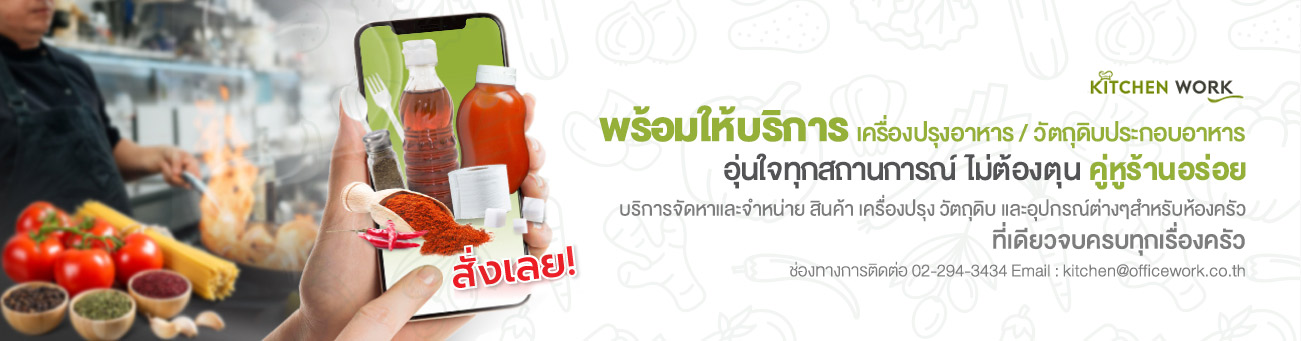 KITCHEN WORK
พร้อมให้บริการ เครื่องปรุงอาหาร / วัตถุดิบประกอบอาหาร
อุ่นใจทุกสถานการณ์ ไม่ต้องตุน คู่หูร้านอร่อย
บริการจัดหาและจำหน่าย สินค้า เครื่องปรุง วัตถุดิบ และอุปกรณ์ต่างๆสำหรับห้องครัว
ที่เดียวจบครบทุกเรื่องครัว
ช่องทางการติดต่อ 02-294-3434 Email : kitchen@officework.co.th
สั่งเลย!